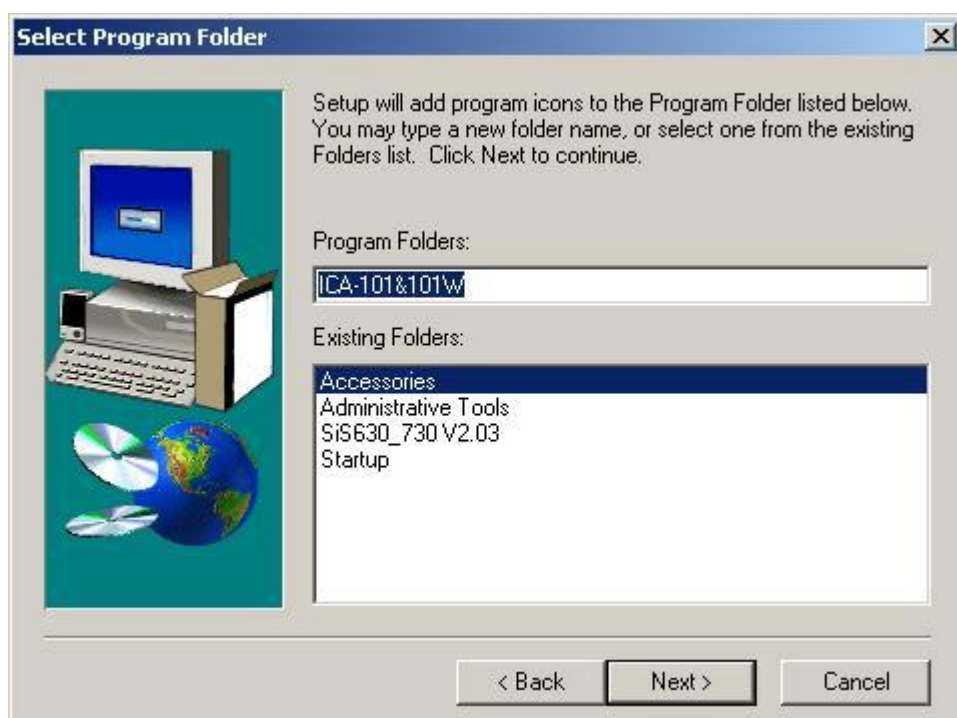 Select Program Folder
Setup will add program icons to the Program Folder listed below.
You may type a new folder name, or select one from the existing
Folders list.  Click Next to continue.
Program Folders:
ICA-101&101W
Existing Folders:
Accessories
Administrative Tools
SiS630_730 V2.03
Startup
< Back
Next >
Cancel